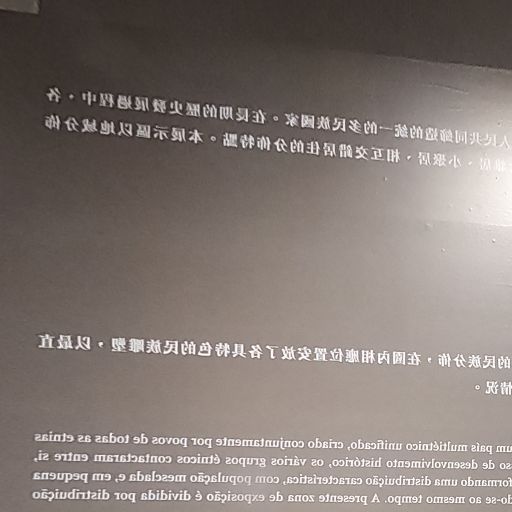 人民共同締造的統一的多民族國家。在長期的歷史發展過程中，各
雜居、小聚居，相互交錯居住的分佈特點。本展示區以地域分佈
的民族分佈，在園內相應位置安放了各具特色的民族雕塑，以最直
情況。
um país multiétnico unificado, criado conjuntamente por povos de todas as etnias
so de desenvolvimento histórico, os vários grupos étnicos contactaram entre si,
formando uma distribuição característica, com população mesclada e, em pequena
do-se ao mesmo tempo. A presente zona de exposição é dividida por distribuição